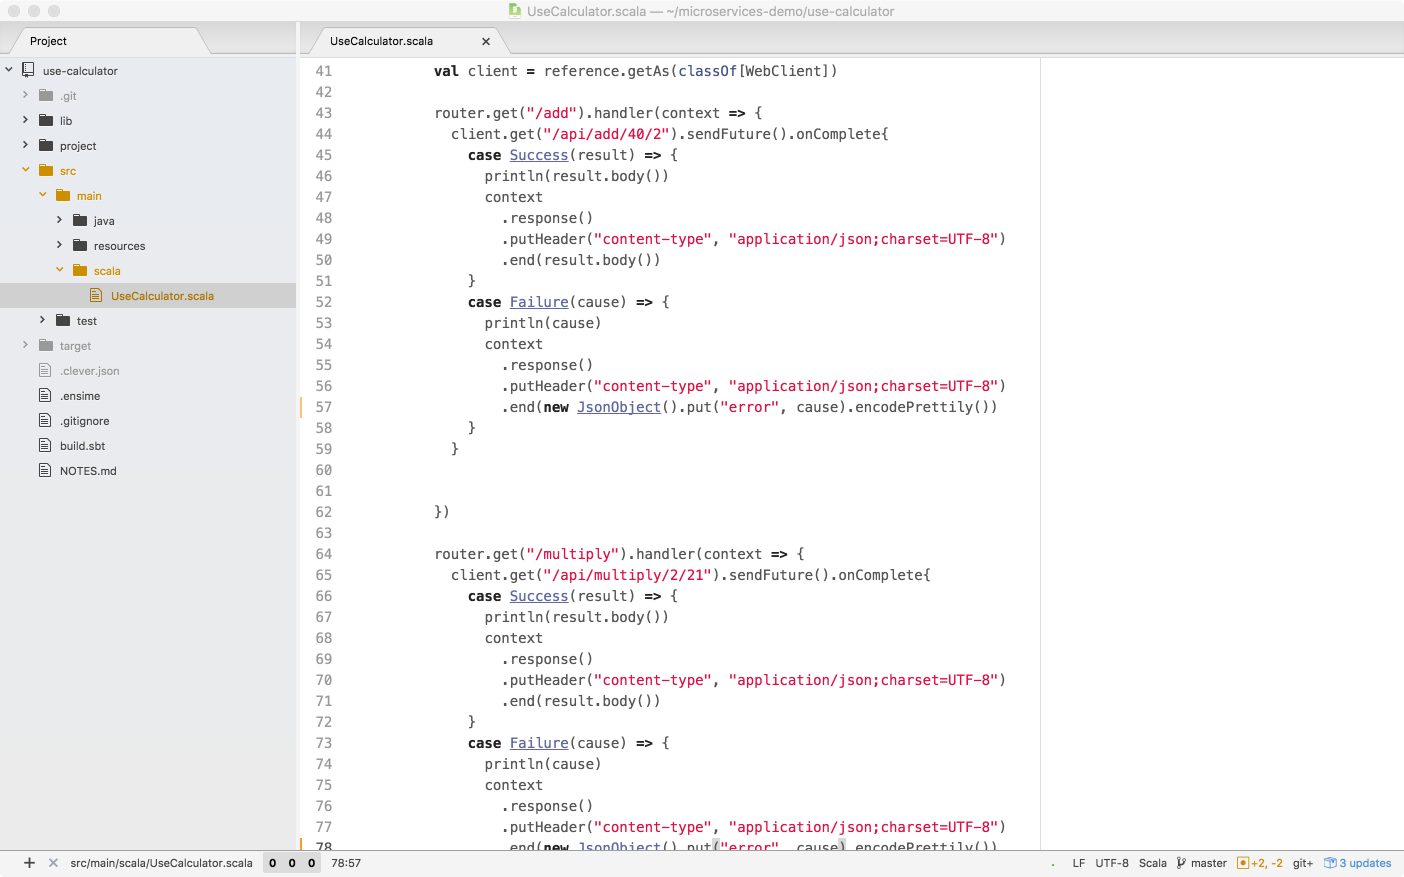 UseCalculator.scala — ~/microservices-demo/use-calculator
Project
UseCalculator.scala
use-calculator
.git
lib
project
src
main
java
resources
scala
UseCalculator.scala
test
target
.clever.json
.ensime
.gitignore
build.sbt
NOTES.md
41 val client = reference.getAs(classOf[WebClient])
42
43 router.get("/add").handler(context => {
44 client.get("/api/add/40/2").sendFuture().onComplete{
45 case Success(result) => {
46 println(result.body())
47 context
48 .response()
49 .putHeader("content-type", "application/json;charset=UTF-8")
50 .end(result.body())
51 }
52 case Failure(cause) => {
53 println(cause)
54 context
55 .response()
56 .putHeader("content-type", "application/json;charset=UTF-8")
57 .end(new JsonObject().put("error", cause).encodePrettily())
58 }
59 }
60
61
62 })
63
64 router.get("/multiply").handler(context => {
65 client.get("/api/multiply/2/21").sendFuture().onComplete{
66 case Success(result) => {
67 println(result.body())
68 context
69 .response()
70 .putHeader("content-type", "application/json;charset=UTF-8")
71 .end(result.body())
72 }
73 case Failure(cause) => {
74 println(cause)
75 context
76 .response()
77 .putHeader("content-type", "application/json;charset=UTF-8")
78 .end(new JsonObject().put("error", cause).encodePrettily())
src/main/scala/UseCalculator.scala 0 0 0 78:57 LF UTF-8 Scala master +2, -2 git+ 3 updates